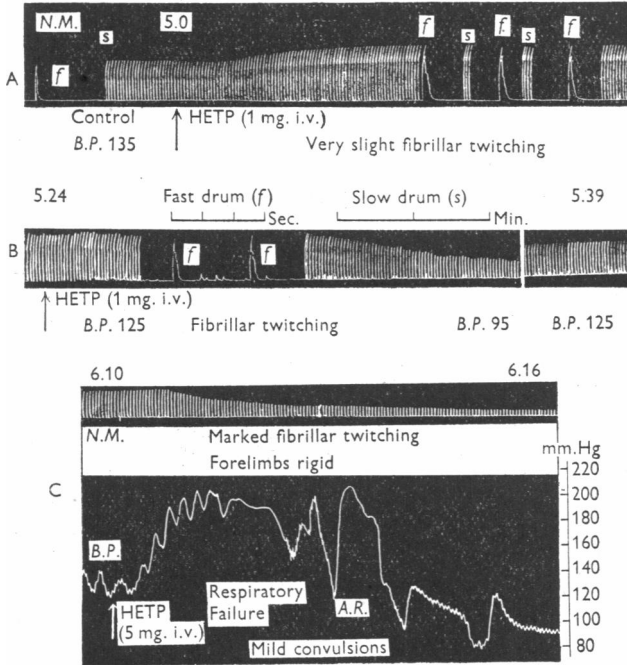 N.M.
s
5.0
f
f
s
f
s
f
A
Control
HETP (1 mg. i.v.)
B.P. 135
Very slight fibrillar twitching
5.24
Fast drum (f)
Slow drum (s)
5.39
Sec.
Min.
B
f
f
HETP (1 mg. i.v.)
B.P. 125
Fibrillar twitching
B.P. 95
B.P. 125
6.10
6.16
N.M.
Marked fibrillar twitching
Forelimbs rigid
mm.Hg
C
220
200
180
160
140
120
100
80
B.P.
HETP
(5 mg. i.v.)
Respiratory
Failure
A.R.
Mild convulsions